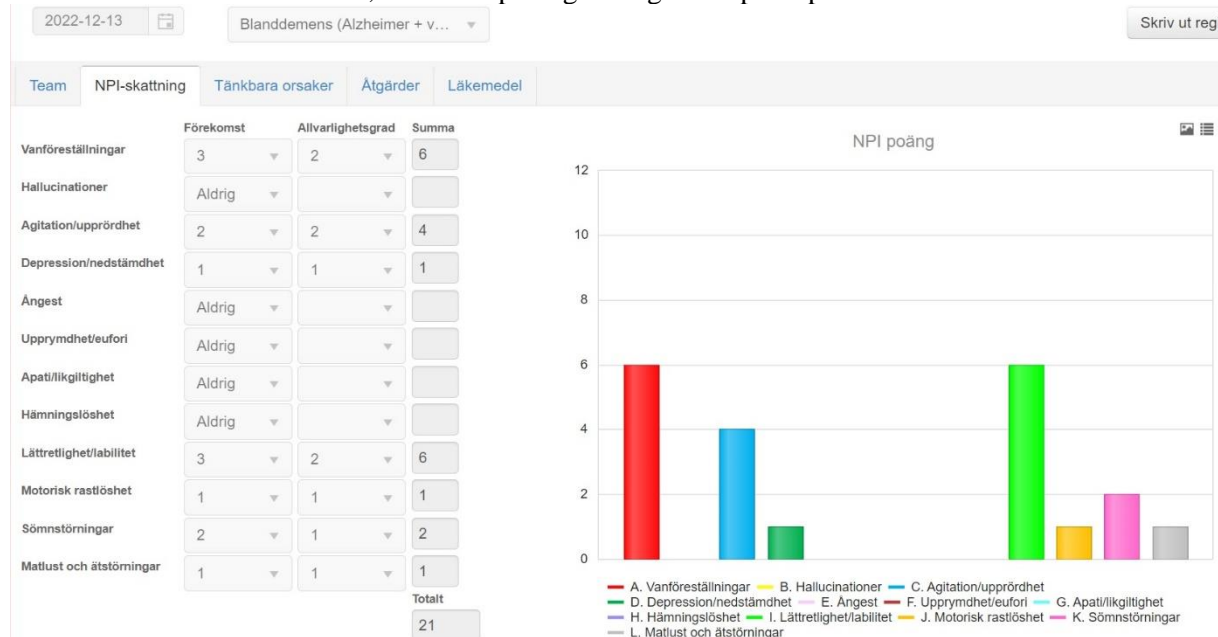 2022-12-13 Blanddemens (Alzheimer + v... Skriv ut reg
Team NPI-skattning Tänkbara orsaker Åtgärder Läkemedel
Förekomst Allvarlighetsgrad Summa
Vanföreställningar 3 2 6
Hallucinationer Aldrig
Agitation/upprördhet 2 2 4
Depression/nedstämdhet 1 1 1
Ångest Aldrig
Upprymdhet/eufori Aldrig
Apati/likgiltighet Aldrig
Hämningslöshet Aldrig
Lättretlighet/labilitet 3 2 6
Motorisk rastlöshet 1 1 1
Sömnstörningar 2 1 2
Matlust och ätstörningar 1 1 1
Totalt
21
NPI poäng
12
10
8
6
4
2
0
A. Vanföreställningar B. Hallucinationer C. Agitation/upprördhet
D. Depression/nedstämdhet E. Ångest F. Upprymdhet/eufori G. Apati/likgiltighet
H. Hämningslöshet I. Lättretlighet/labilitet J. Motorisk rastlöshet K. Sömnstörningar
L. Matlust och ätstörningar